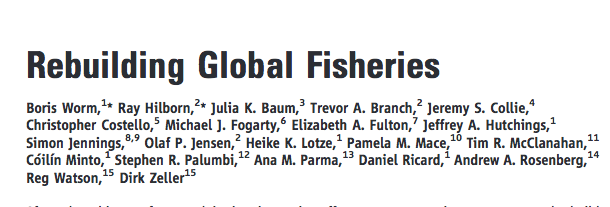 Rebuilding Global Fisheries
Boris Worm,1* Ray Hilborn,2* Julia K. Baum,3 Trevor A. Branch,2 Jeremy S. Collie,4
Christopher Costello,5 Michael J. Fogarty,6 Elizabeth A. Fulton,7 Jeffrey A. Hutchings,1
Simon Jennings,8,9 Olaf P. Jensen,2 Heike K. Lotze,1 Pamela M. Mace,10 Tim R. McClanahan,11
Cóilín Minto,1 Stephen R. Palumbi,12 Ana M. Parma,13 Daniel Ricard,1 Andrew A. Rosenberg,14
Reg Watson,15 Dirk Zeller15